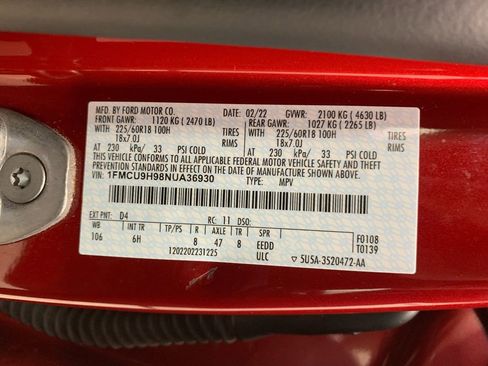 MFD. BY FORD MOTOR CO. 02/22 GVWR: 2100 KG ( 4630 LB)
FRONT GAWR: 1120 KG ( 2470 LB) REAR GAWR: 1027 KG ( 2265 LB)
WITH 225/60R18 100H WITH 225/60R18 100H
18x7.0J 18x7.0J
AT 230 kPa/ 33 PSI COLD AT 230 kPa/ 33 PSI COLD
THIS VEHICLE CONFORMS TO ALL APPLICABLE FEDERAL MOTOR VEHICLE SAFETY AND THEFT
PREVENTION STANDARDS IN EFFECT ON THE DATE OF MANUFACTURE SHOWN ABOVE.
VIN: 1FMCU9H98NUA36930 TYPE: MPV
EXT PNT: D4 RC: 11 DSO:
WB INT TR TP/PS R AXLE TR SPR F0108
106 6H 8 47 8 EEDD T0139
1202202231225 ULC 5USA-3520472-AA